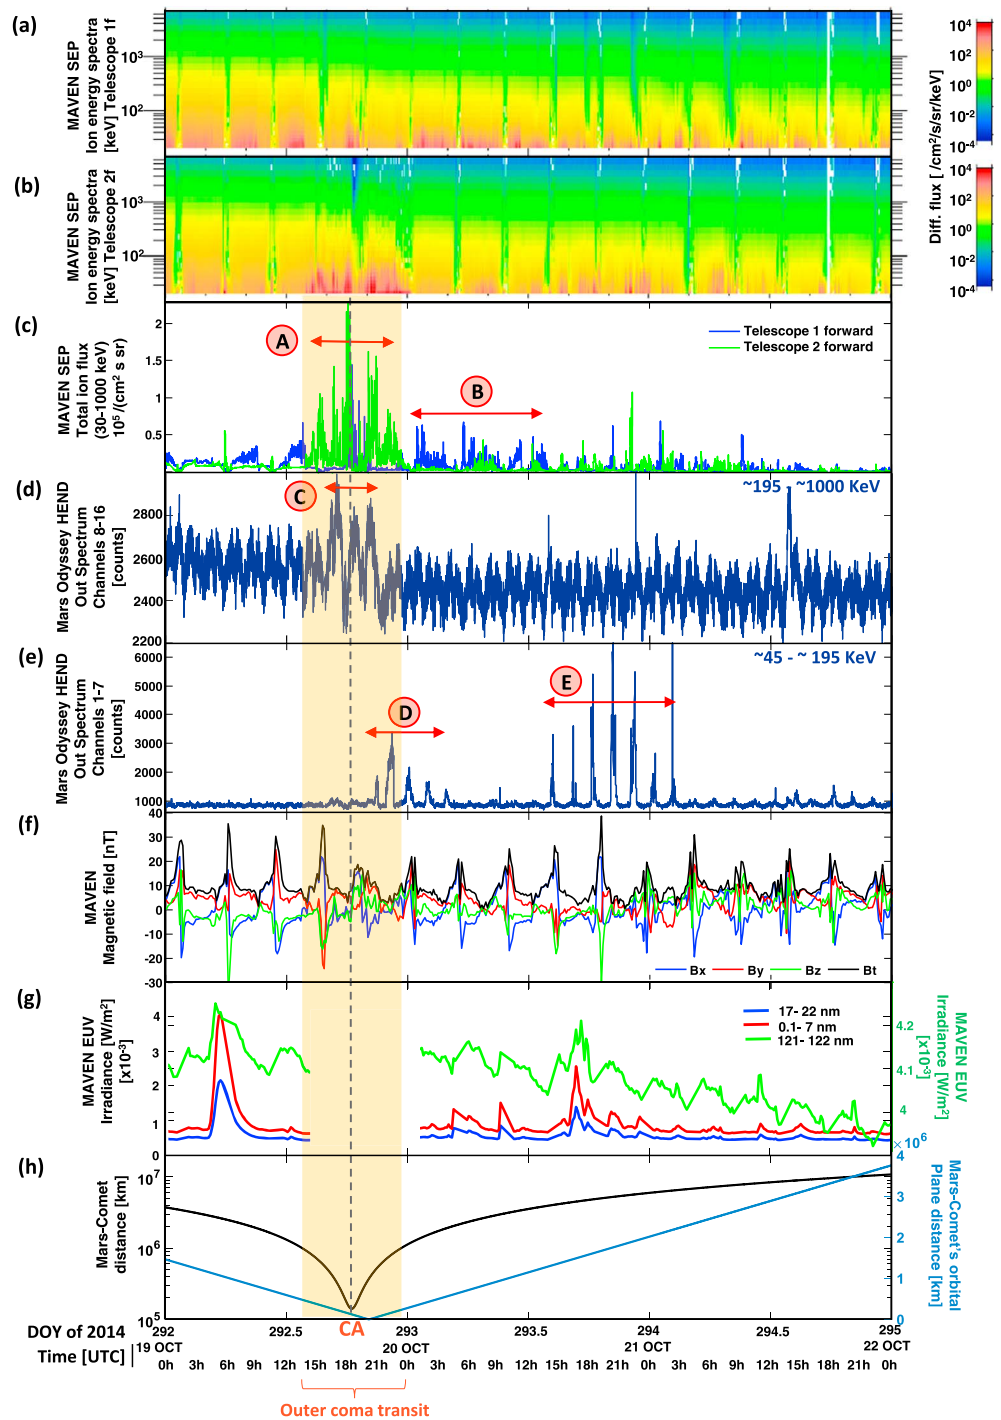 (a)
MAVEN SEP
Ion energy spectra
[keV] Telescope 1f
10³
10²
10⁴
10²
10⁰
10⁻²
10⁻⁴
Diff. flux [ /cm²/s/sr/keV]
(b)
MAVEN SEP
Ion energy spectra
[keV] Telescope 2f
10³
10²
10⁴
10²
10⁰
10⁻²
10⁻⁴
(c)
MAVEN SEP
Total ion flux
(30-1000 keV)
10⁵ /(cm² s sr)
2
1.5
1
0.5
A
B
Telescope 1 forward
Telescope 2 forward
(d)
Mars Odyssey HEND
Out Spectrum
Channels 8-16
[counts]
2800
2600
2400
2200
C
~195 - ~1000 KeV
(e)
Mars Odyssey HEND
Out Spectrum
Channels 1-7
[counts]
6000
5000
4000
3000
2000
1000
D
E
~45 - ~ 195 KeV
(f)
MAVEN
Magnetic field [nT]
40
30
20
10
0
-10
-20
-30
Bx
By
Bz
Bt
(g)
MAVEN EUV
Irradiance [W/m²]
[x10⁻³]
4
3
2
1
0
17- 22 nm
0.1- 7 nm
121- 122 nm
4.2
4.1
4
MAVEN EUV
Irradiance [W/m²]
[x10⁻³]
(h)
Mars-Comet
distance [km]
10⁷
10⁶
10⁵
×10⁶
4
3
2
1
0
Mars-Comet's orbital
Plane distance [km]
CA
DOY of 2014
292
292.5
293
293.5
294
294.5
295
Time [UTC]
19 OCT
20 OCT
21 OCT
22 OCT
0h 3h 6h 9h 12h 15h 18h 21h 0h 3h 6h 9h 12h 15h 18h 21h 0h 3h 6h 9h 12h 15h 18h 21h 0h
Outer coma transit